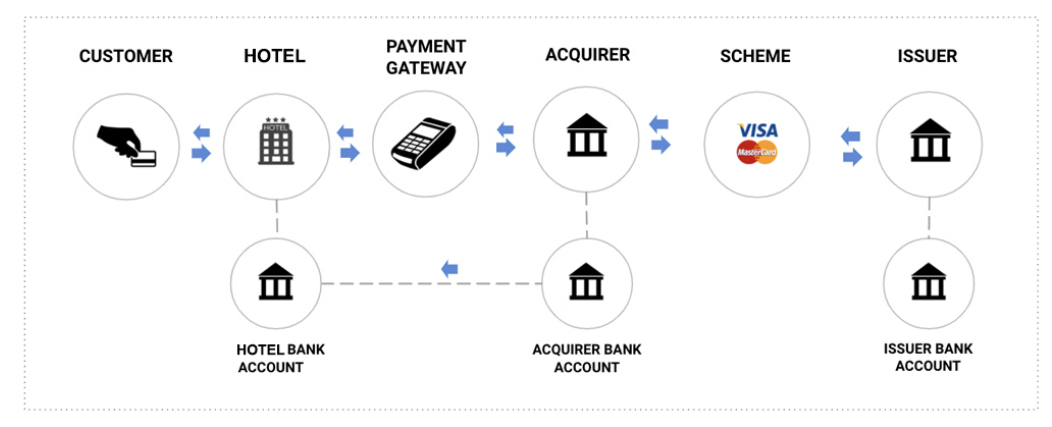 CUSTOMER
HOTEL
PAYMENT
GATEWAY
ACQUIRER
SCHEME
ISSUER
HOTEL
VISA
MasterCard
HOTEL BANK
ACCOUNT
ACQUIRER BANK
ACCOUNT
ISSUER BANK
ACCOUNT